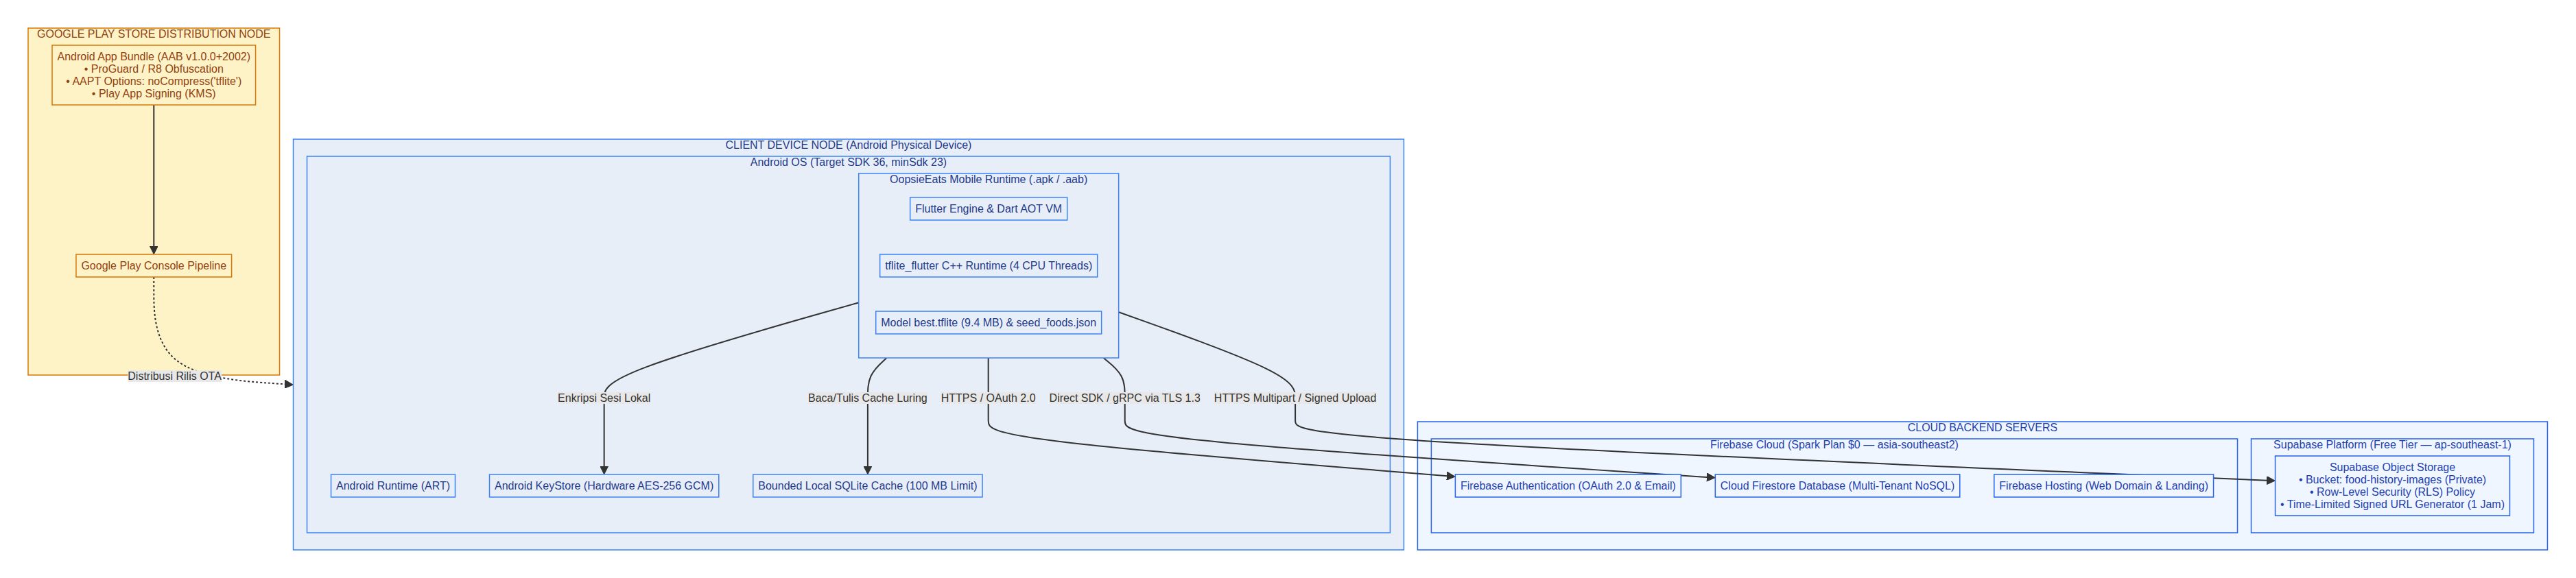 GOOGLE PLAY STORE DISTRIBUTION NODE
Android App Bundle (AAB v1.0.0+2002)
• ProGuard / R8 Obfuscation
• AAPT Options: noCompress('tflite')
• Play App Signing (KMS)
Google Play Console Pipeline
Distribusi Rilis OTA
CLIENT DEVICE NODE (Android Physical Device)
Android OS (Target SDK 36, minSdk 23)
OopsieEats Mobile Runtime (.apk / .aab)
Flutter Engine & Dart AOT VM
tflite_flutter C++ Runtime (4 CPU Threads)
Model best.tflite (9.4 MB) & seed_foods.json
Enkripsi Sesi Lokal
Baca/Tulis Cache Luring
HTTPS / OAuth 2.0
Direct SDK / gRPC via TLS 1.3
HTTPS Multipart / Signed Upload
Android Runtime (ART)
Android KeyStore (Hardware AES-256 GCM)
Bounded Local SQLite Cache (100 MB Limit)
CLOUD BACKEND SERVERS
Firebase Cloud (Spark Plan $0 — asia-southeast2)
Firebase Authentication (OAuth 2.0 & Email)
Cloud Firestore Database (Multi-Tenant NoSQL)
Firebase Hosting (Web Domain & Landing)
Supabase Platform (Free Tier — ap-southeast-1)
Supabase Object Storage
• Bucket: food-history-images (Private)
• Row-Level Security (RLS) Policy
• Time-Limited Signed URL Generator (1 Jam)